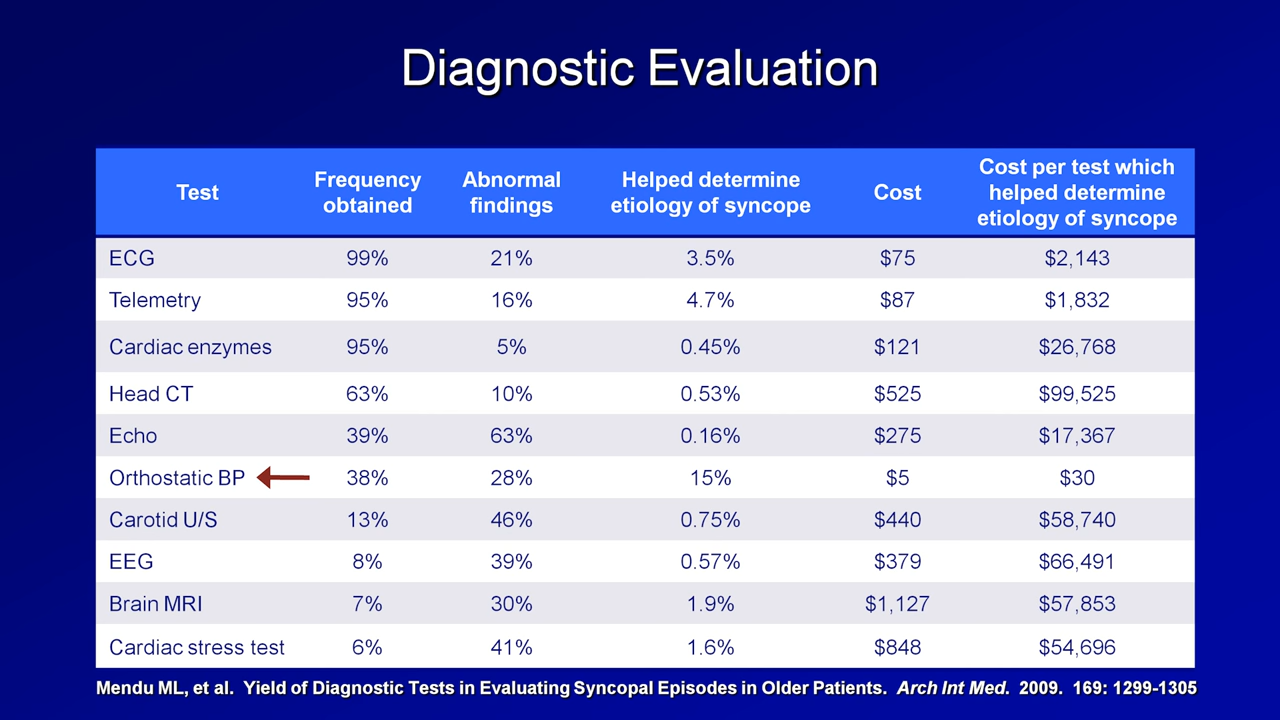 Diagnostic Evaluation
Test Frequency obtained Abnormal findings Helped determine etiology of syncope Cost Cost per test which helped determine etiology of syncope
ECG 99% 21% 3.5% $75 $2,143
Telemetry 95% 16% 4.7% $87 $1,832
Cardiac enzymes 95% 5% 0.45% $121 $26,768
Head CT 63% 10% 0.53% $525 $99,525
Echo 39% 63% 0.16% $275 $17,367
Orthostatic BP 38% 28% 15% $5 $30
Carotid U/S 13% 46% 0.75% $440 $58,740
EEG 8% 39% 0.57% $379 $66,491
Brain MRI 7% 30% 1.9% $1,127 $57,853
Cardiac stress test 6% 41% 1.6% $848 $54,696
Mendu ML, et al. Yield of Diagnostic Tests in Evaluating Syncopal Episodes in Older Patients. Arch Int Med. 2009. 169: 1299-1305